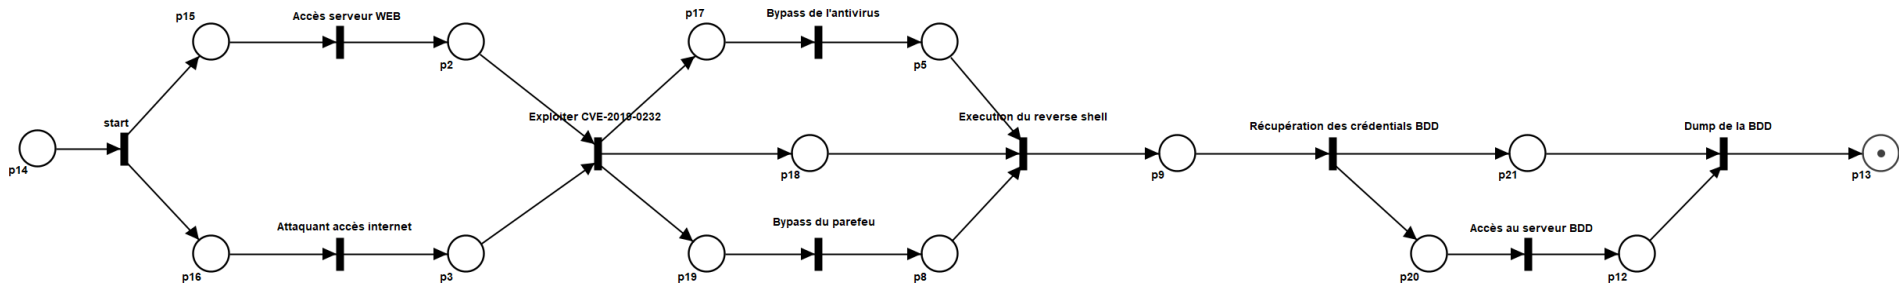 p15
Accès serveur WEB
p2
p17
Bypass de l'antivirus
p5
p14
start
Exploiter CVE-2019-0232
p18
Execution du reverse shell
p9
Récupération des crédentials BDD
p21
Dump de la BDD
p13
p16
Attaquant accès internet
p3
p19
Bypass du parefeu
p8
p20
Accès au serveur BDD
p12